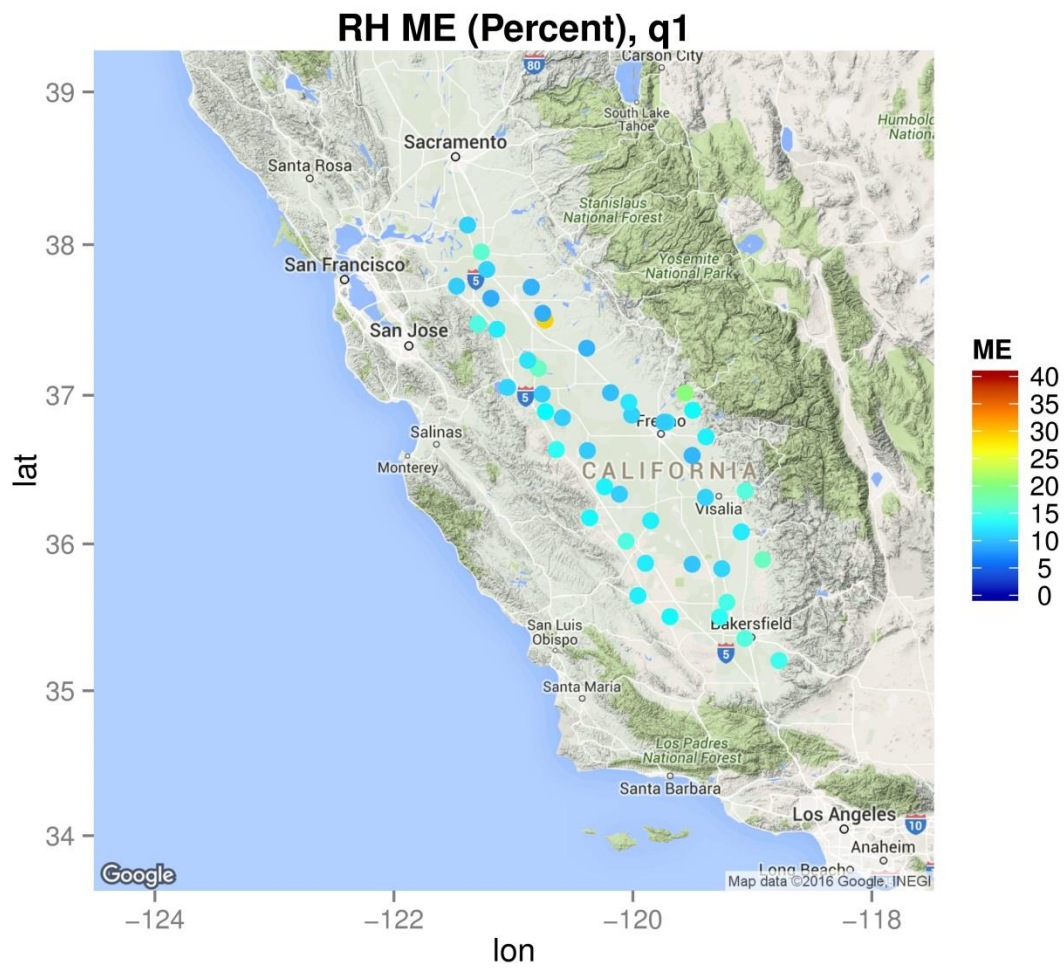 RH ME (Percent), q1
39
38
37
36
35
34
lat
−124
−122
−120
−118
lon
80
Carson City
South Lake
Tahoe
Humbol
Nation
Sacramento
Santa Rosa
Stanislaus
National Forest
Yosemite
National Park
San Francisco
5
San Jose
5
Salinas
Monterey
Fresno
CALIFORNIA
Visalia
San Luis
Obispo
Bakersfield
5
Santa Maria
Los Padres
National Forest
Santa Barbara
Los Angeles
10
Anaheim
Long Beach
Google
Map data ©2016 Google, INEGI
ME
40
35
30
25
20
15
10
5
0